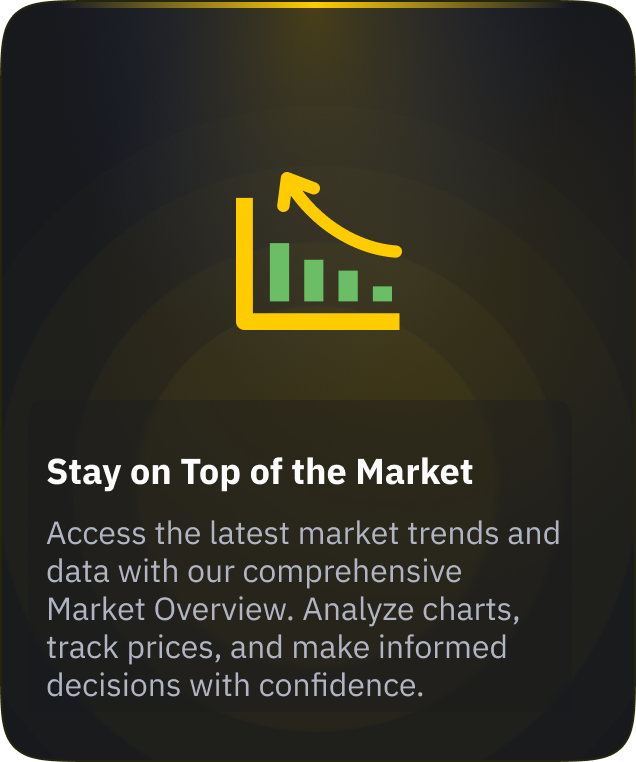 Stay on Top of the Market
Access the latest market trends and
data with our comprehensive
Market Overview. Analyze charts,
track prices, and make informed
decisions with confidence.